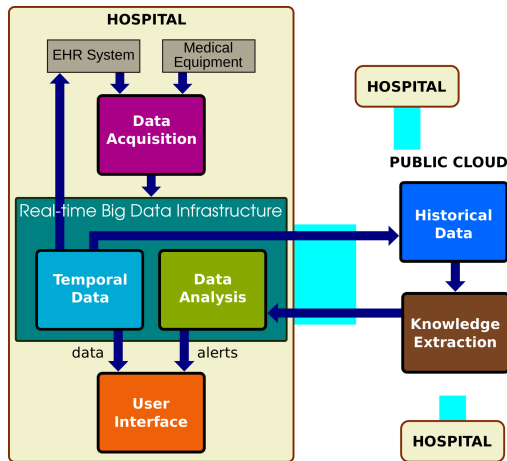 HOSPITAL
EHR System
Medical
Equipment
Data
Acquisition
HOSPITAL
PUBLIC CLOUD
Real-time Big Data Infrastructure
Historical
Data
Temporal
Data
Data
Analysis
Knowledge
Extraction
data
alerts
User
Interface
HOSPITAL